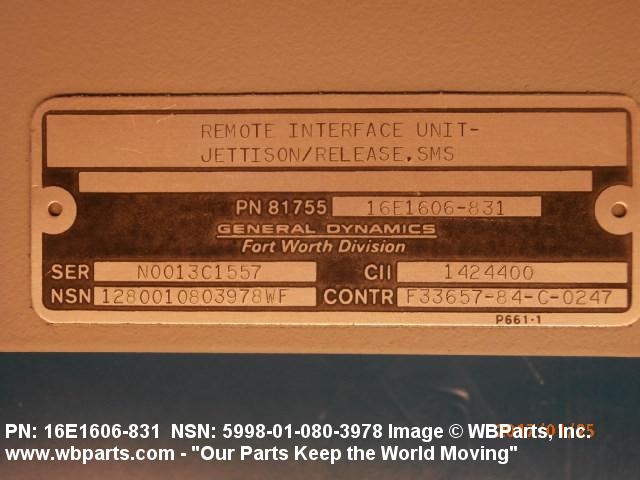 REMOTE INTERFACE UNIT-
JETTISON/RELEASE,SMS
PN 81755 16E1606-831
GENERAL DYNAMICS
Fort Worth Division
SER N0013C1557 CII 1424400
NSN 1280010803978WF CONTR F33657-84-C-0247
P661-1
PN: 16E1606-831 NSN: 5998-01-080-3978 Image © WBParts, Inc.
www.wbparts.com - "Our Parts Keep the World Moving"